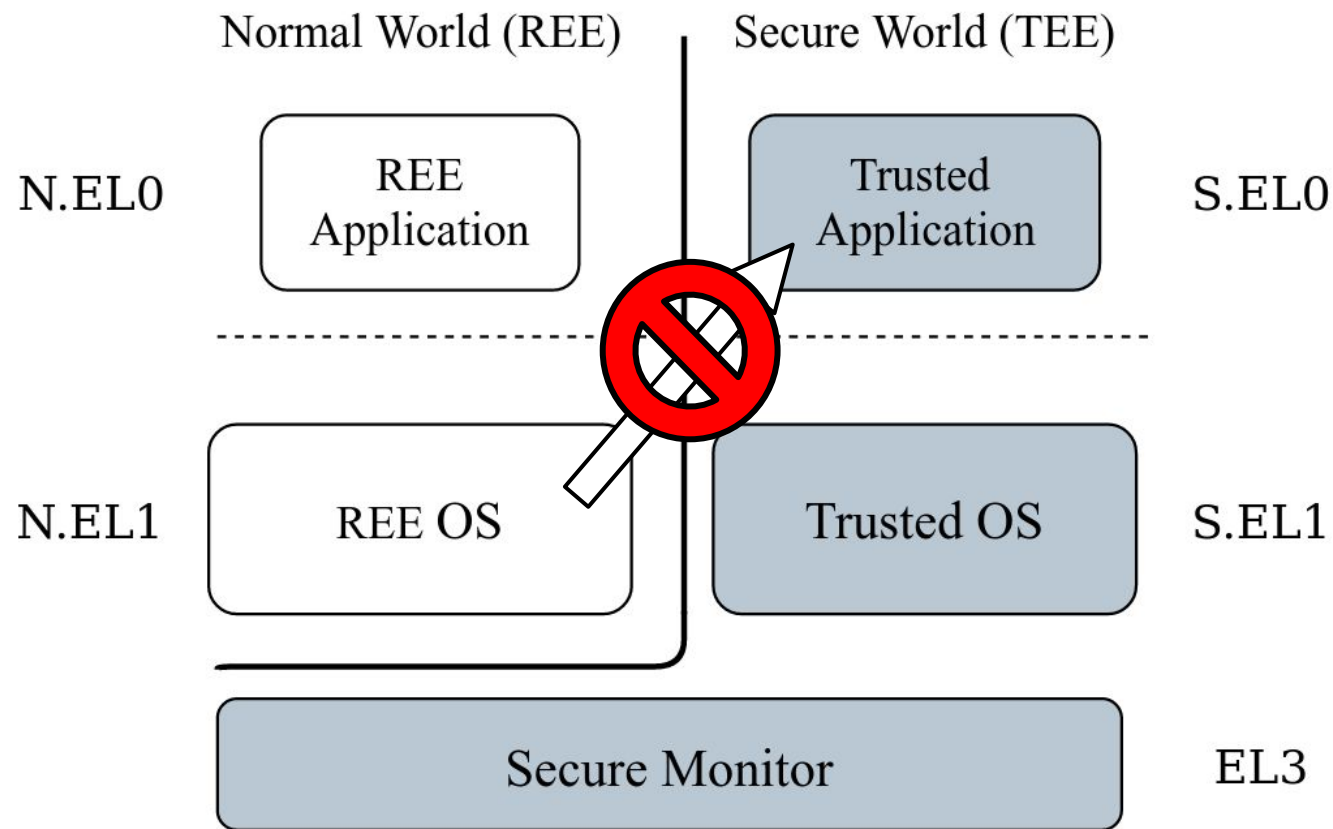 Normal World (REE)
Secure World (TEE)
N.EL0
REE
Application
Trusted
Application
S.EL0
N.EL1
REE OS
Trusted OS
S.EL1
Secure Monitor
EL3